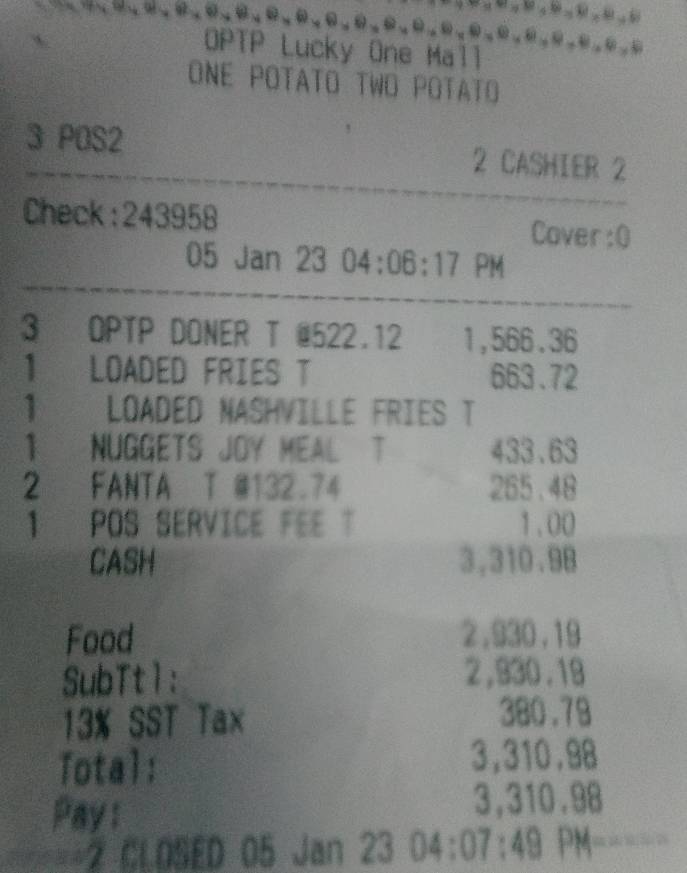 OPTP Lucky One Mall
ONE POTATO TWO POTATO
3 POS2 2 CASHIER 2
Check:243958 Cover:0
05 Jan 23 04:06:17 PM
3 OPTP DONER T @522.12 1,566.36
1 LOADED FRIES T 663.72
1 LOADED NASHVILLE FRIES T
1 NUGGETS JOY MEAL T 433.63
2 FANTA T @132.74 265.48
1 POS SERVICE FEE T 1.00
CASH 3,310.98
Food 2,930.19
SubTtl: 2,930.19
13% SST Tax 380.79
Total: 3,310.98
Pay: 3,310.98
2 CLOSED 05 Jan 23 04:07:49 PM